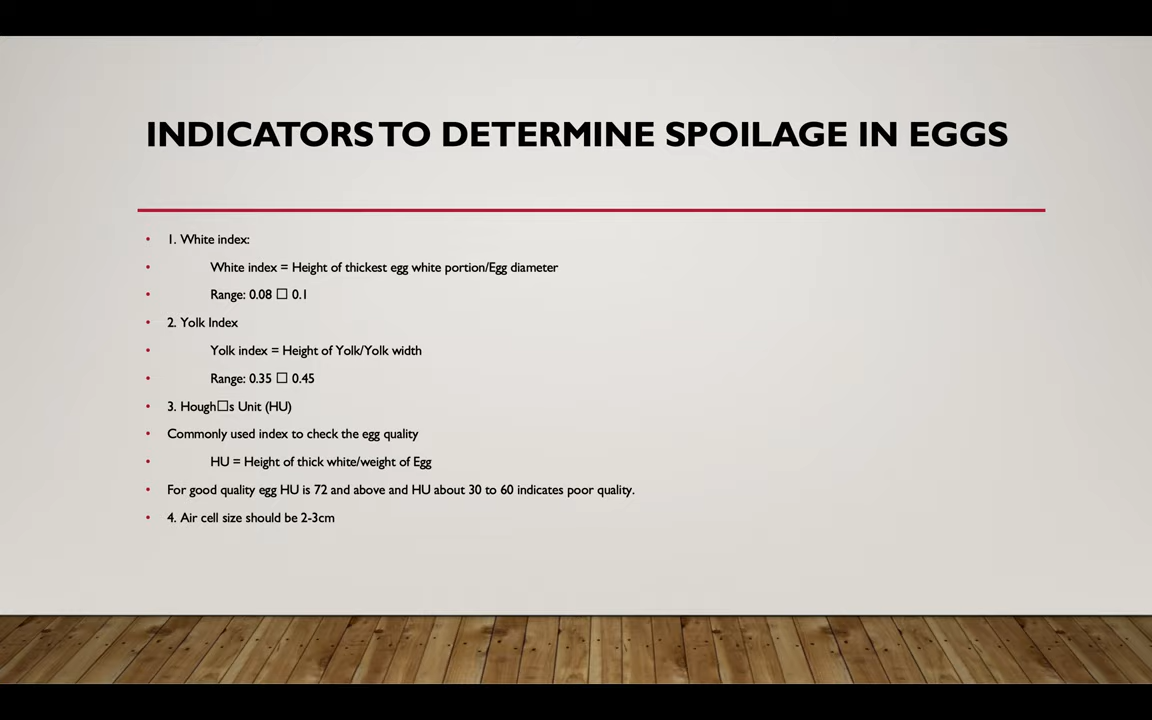 INDICATORS TO DETERMINE SPOILAGE IN EGGS
• 1. White index:
• White index = Height of thickest egg white portion/Egg diameter
• Range: 0.08 □ 0.1
• 2. Yolk Index
• Yolk index = Height of Yolk/Yolk width
• Range: 0.35 □ 0.45
• 3. Hough□s Unit (HU)
• Commonly used index to check the egg quality
• HU = Height of thick white/weight of Egg
• For good quality egg HU is 72 and above and HU about 30 to 60 indicates poor quality.
• 4. Air cell size should be 2-3cm